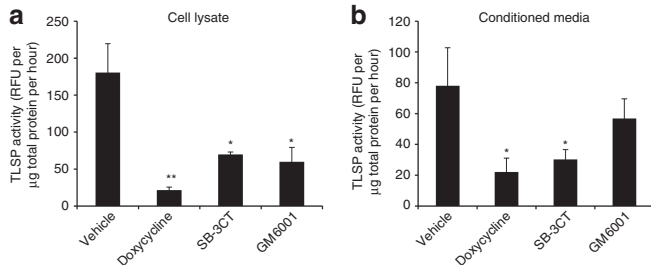 a
Cell lysate
TLSP activity (RFU per
µg total protein per hour)
250
200
150
100
50
0
**
*
*
Vehicle
Doxycycline
SB-3CT
GM6001
b
Conditioned media
TLSP activity (RFU per
µg total protein per hour)
120
100
80
60
40
20
0
*
*
Vehicle
Doxycycline
SB-3CT
GM6001